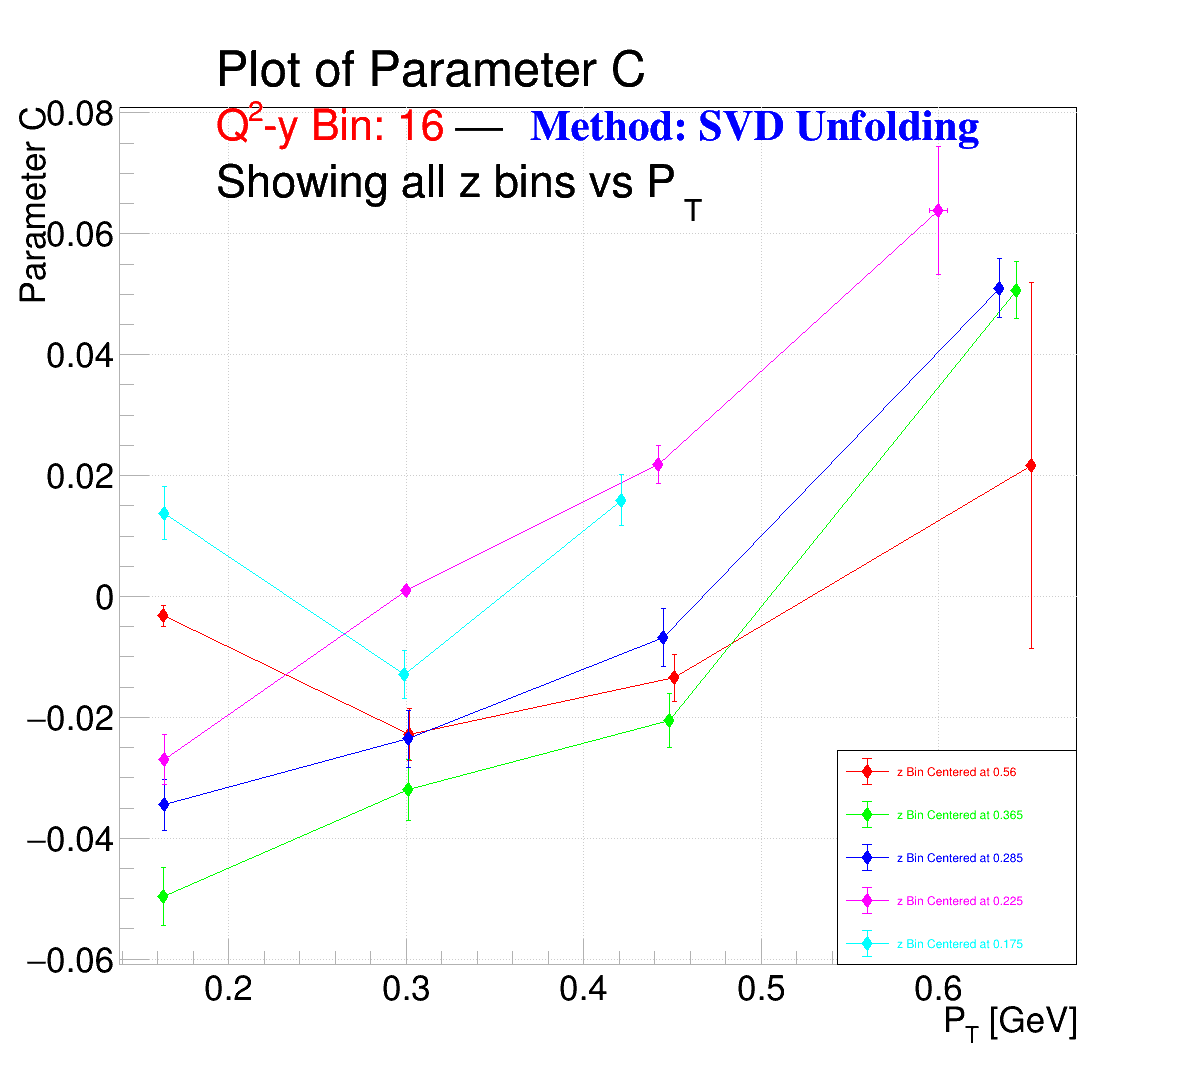 Plot of Parameter C
Q²-y Bin: 16 — Method: SVD Unfolding
Showing all z bins vs P_T
Parameter C
0.08
0.06
0.04
0.02
0
−0.02
−0.04
−0.06
z Bin Centered at 0.56
z Bin Centered at 0.365
z Bin Centered at 0.285
z Bin Centered at 0.225
z Bin Centered at 0.175
0.2 0.3 0.4 0.5 0.6
P_T [GeV]